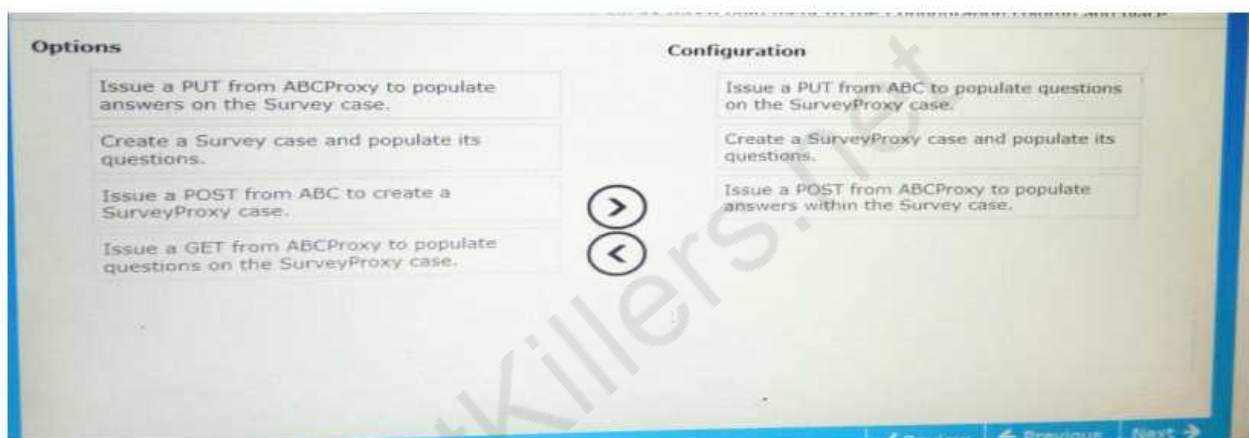 Options
Issue a PUT from ABCProxy to populate
answers on the Survey case.
Create a Survey case and populate its
questions.
Issue a POST from ABC to create a
SurveyProxy case.
Issue a GET from ABCProxy to populate
questions on the SurveyProxy case.
Configuration
Issue a PUT from ABC to populate questions
on the SurveyProxy case.
Create a SurveyProxy case and populate its
questions.
Issue a POST from ABCProxy to populate
answers within the Survey case.
Killers.net
Previous
Next